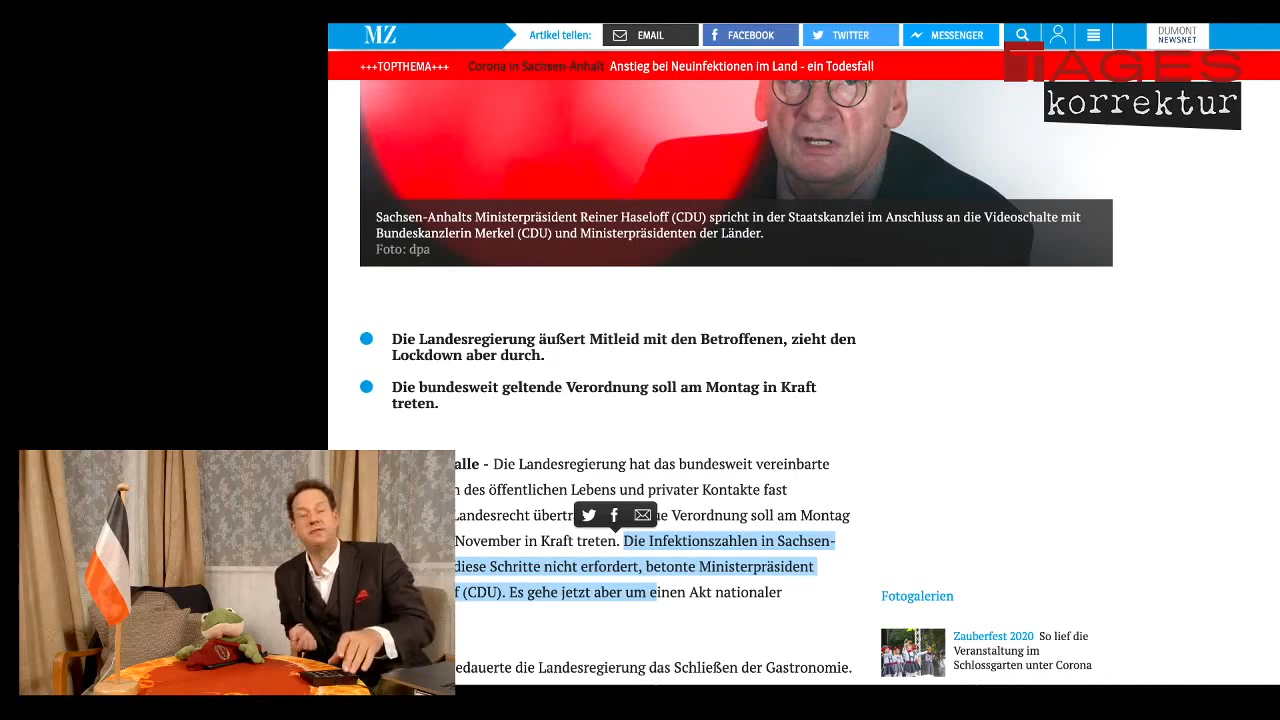 MZ
Artikel teilen:
EMAIL
FACEBOOK
TWITTER
MESSENGER
DUMONT
NEWSNET
+++TOPTHEMA+++ Corona in Sachsen-Anhalt Anstieg bei Neuinfektionen im Land - ein Todesfall
TAGES
korrektur
Sachsen-Anhalts Ministerpräsident Reiner Haseloff (CDU) spricht in der Staatskanzlei im Anschluss an die Videoschalte mit
Bundeskanzlerin Merkel (CDU) und Ministerpräsidenten der Länder.
Foto: dpa
Die Landesregierung äußert Mitleid mit den Betroffenen, zieht den
Lockdown aber durch.
Die bundesweit geltende Verordnung soll am Montag in Kraft
treten.
alle - Die Landesregierung hat das bundesweit vereinbarte
des öffentlichen Lebens und privater Kontakte fast
Landesrecht übertr ue Verordnung soll am Montag
November in Kraft treten. Die Infektionszahlen in Sachsen-
diese Schritte nicht erfordert, betonte Ministerpräsident
f (CDU). Es gehe jetzt aber um einen Akt nationaler
edauerte die Landesregierung das Schließen der Gastronomie.
Fotogalerien
Zauberfest 2020 So lief die
Veranstaltung im
Schlossgarten unter Corona